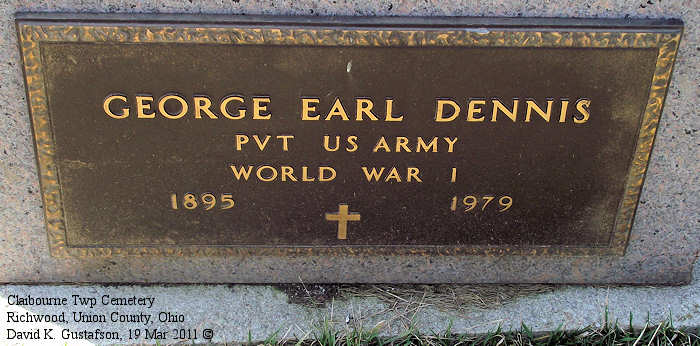 GEORGE EARL DENNIS
PVT US ARMY
WORLD WAR I
1895 1979
Claibourne Twp Cemetery
Richwood, Union County, Ohio
David K. Gustafson, 19 Mar 2011 ©